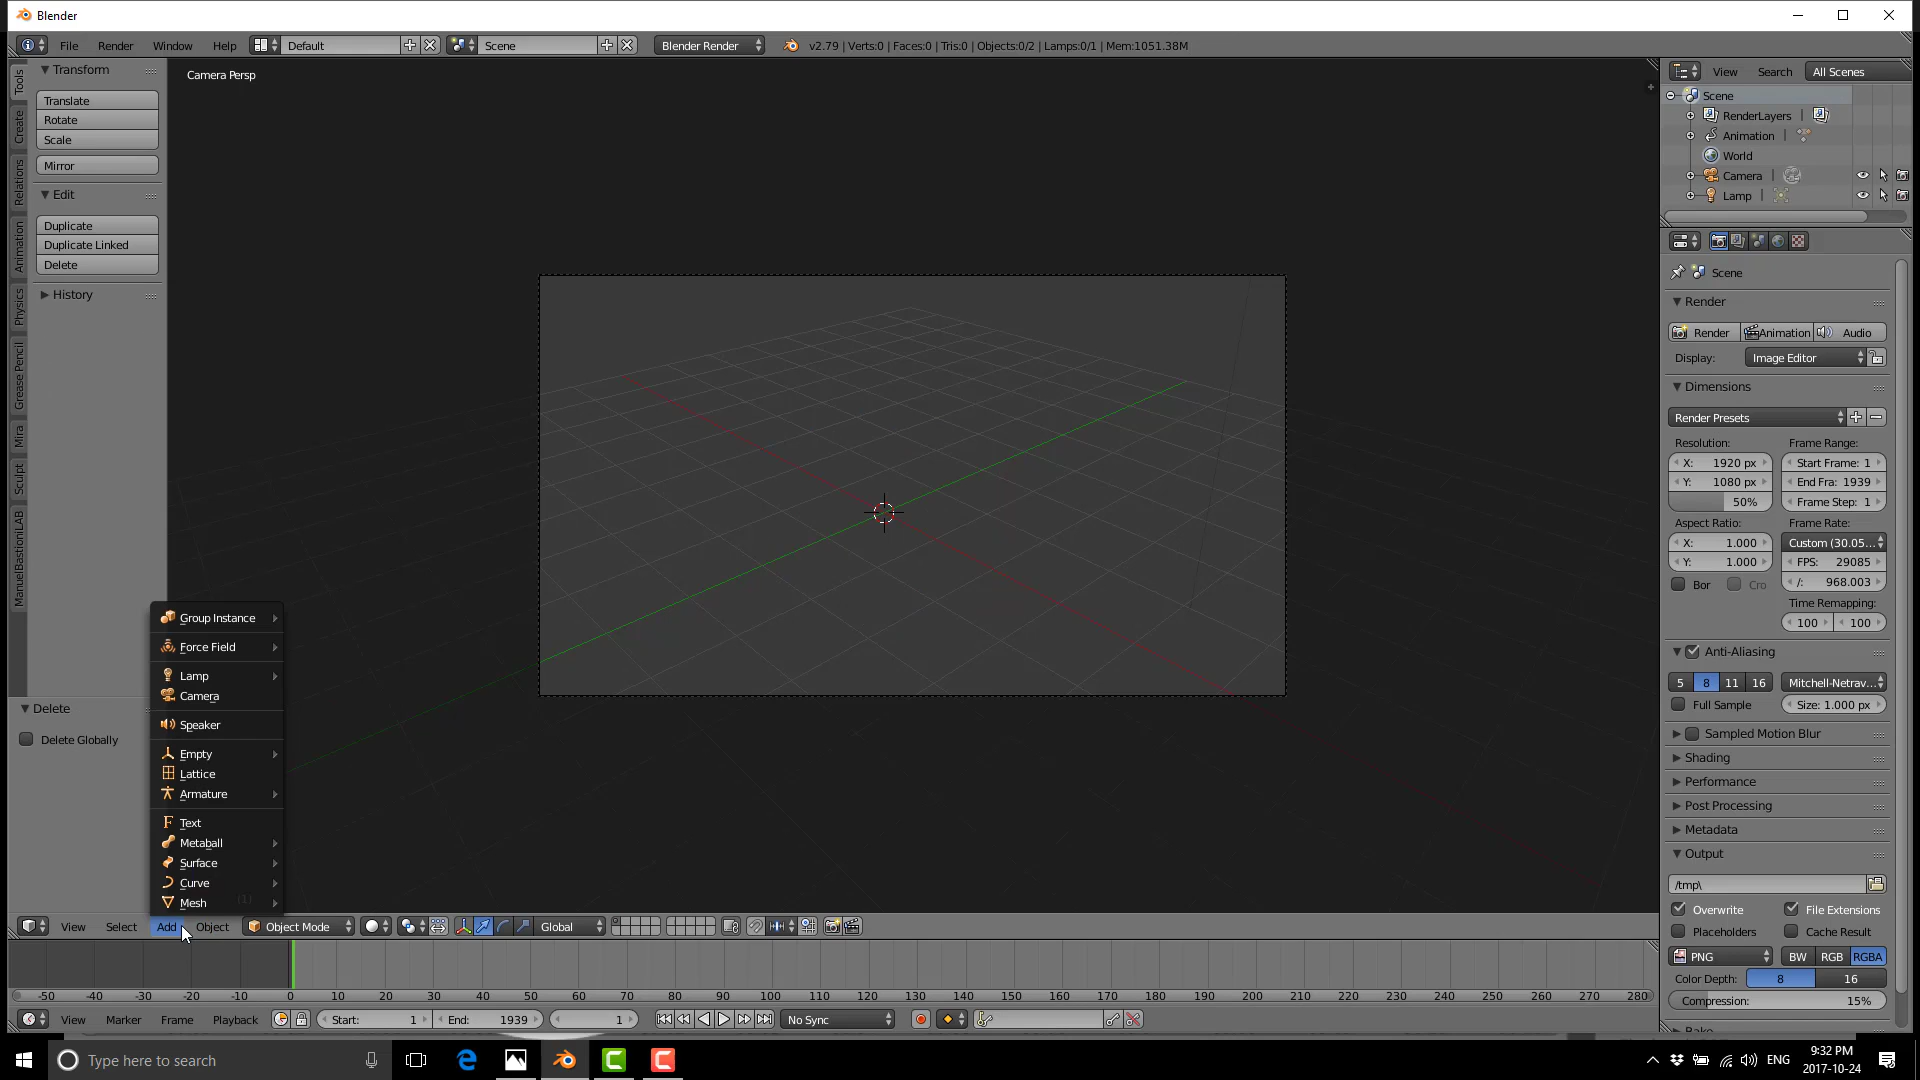 Blender
File Render Window Help Default Scene Blender Render v2.79 | Verts:0 | Faces:0 | Tris:0 | Objects:0/2 | Lamps:0/1 | Mem:1051.38M
Transform
Translate
Rotate
Scale
Mirror
Edit
Duplicate
Duplicate Linked
Delete
History
Tools
Create
Relations
Animation
Physics
Grease Pencil
Mira
Sculpt
ManuelBastioniLAB
Delete
Delete Globally
Camera Persp
Group Instance
Force Field
Lamp
Camera
Speaker
Empty
Lattice
Armature
Text
Metaball
Surface
Curve
Mesh (1)
View Select Add Object Object Mode Global
-50 -40 -30 -20 -10 0 10 20 30 40 50 60 70 80 90 100 110 120 130 140 150 160 170 180 190 200 210 220 230 240 250 260 270 280
View Marker Frame Playback Start: 1 End: 1939 1 No Sync
View Search All Scenes
Scene
RenderLayers |
Animation |
World
Camera |
Lamp |
Scene
Render
Render Animation Audio
Display: Image Editor
Dimensions
Render Presets
Resolution: Frame Range:
X: 1920 px Start Frame: 1
Y: 1080 px End Fra: 1939
50% Frame Step: 1
Aspect Ratio: Frame Rate:
X: 1.000 Custom (30.05...
Y: 1.000 FPS: 29085
Bor Cro /: 968.003
Time Remapping:
100 100
Anti-Aliasing
5 8 11 16 Mitchell-Netrav...
Full Sample Size: 1.000 px
Sampled Motion Blur
Shading
Performance
Post Processing
Metadata
Output
/tmp\
Overwrite File Extensions
Placeholders Cache Result
PNG BW RGB RGBA
Color Depth: 8 16
Compression: 15%
Bake
Type here to search
ENG
9:32 PM
2017-10-24